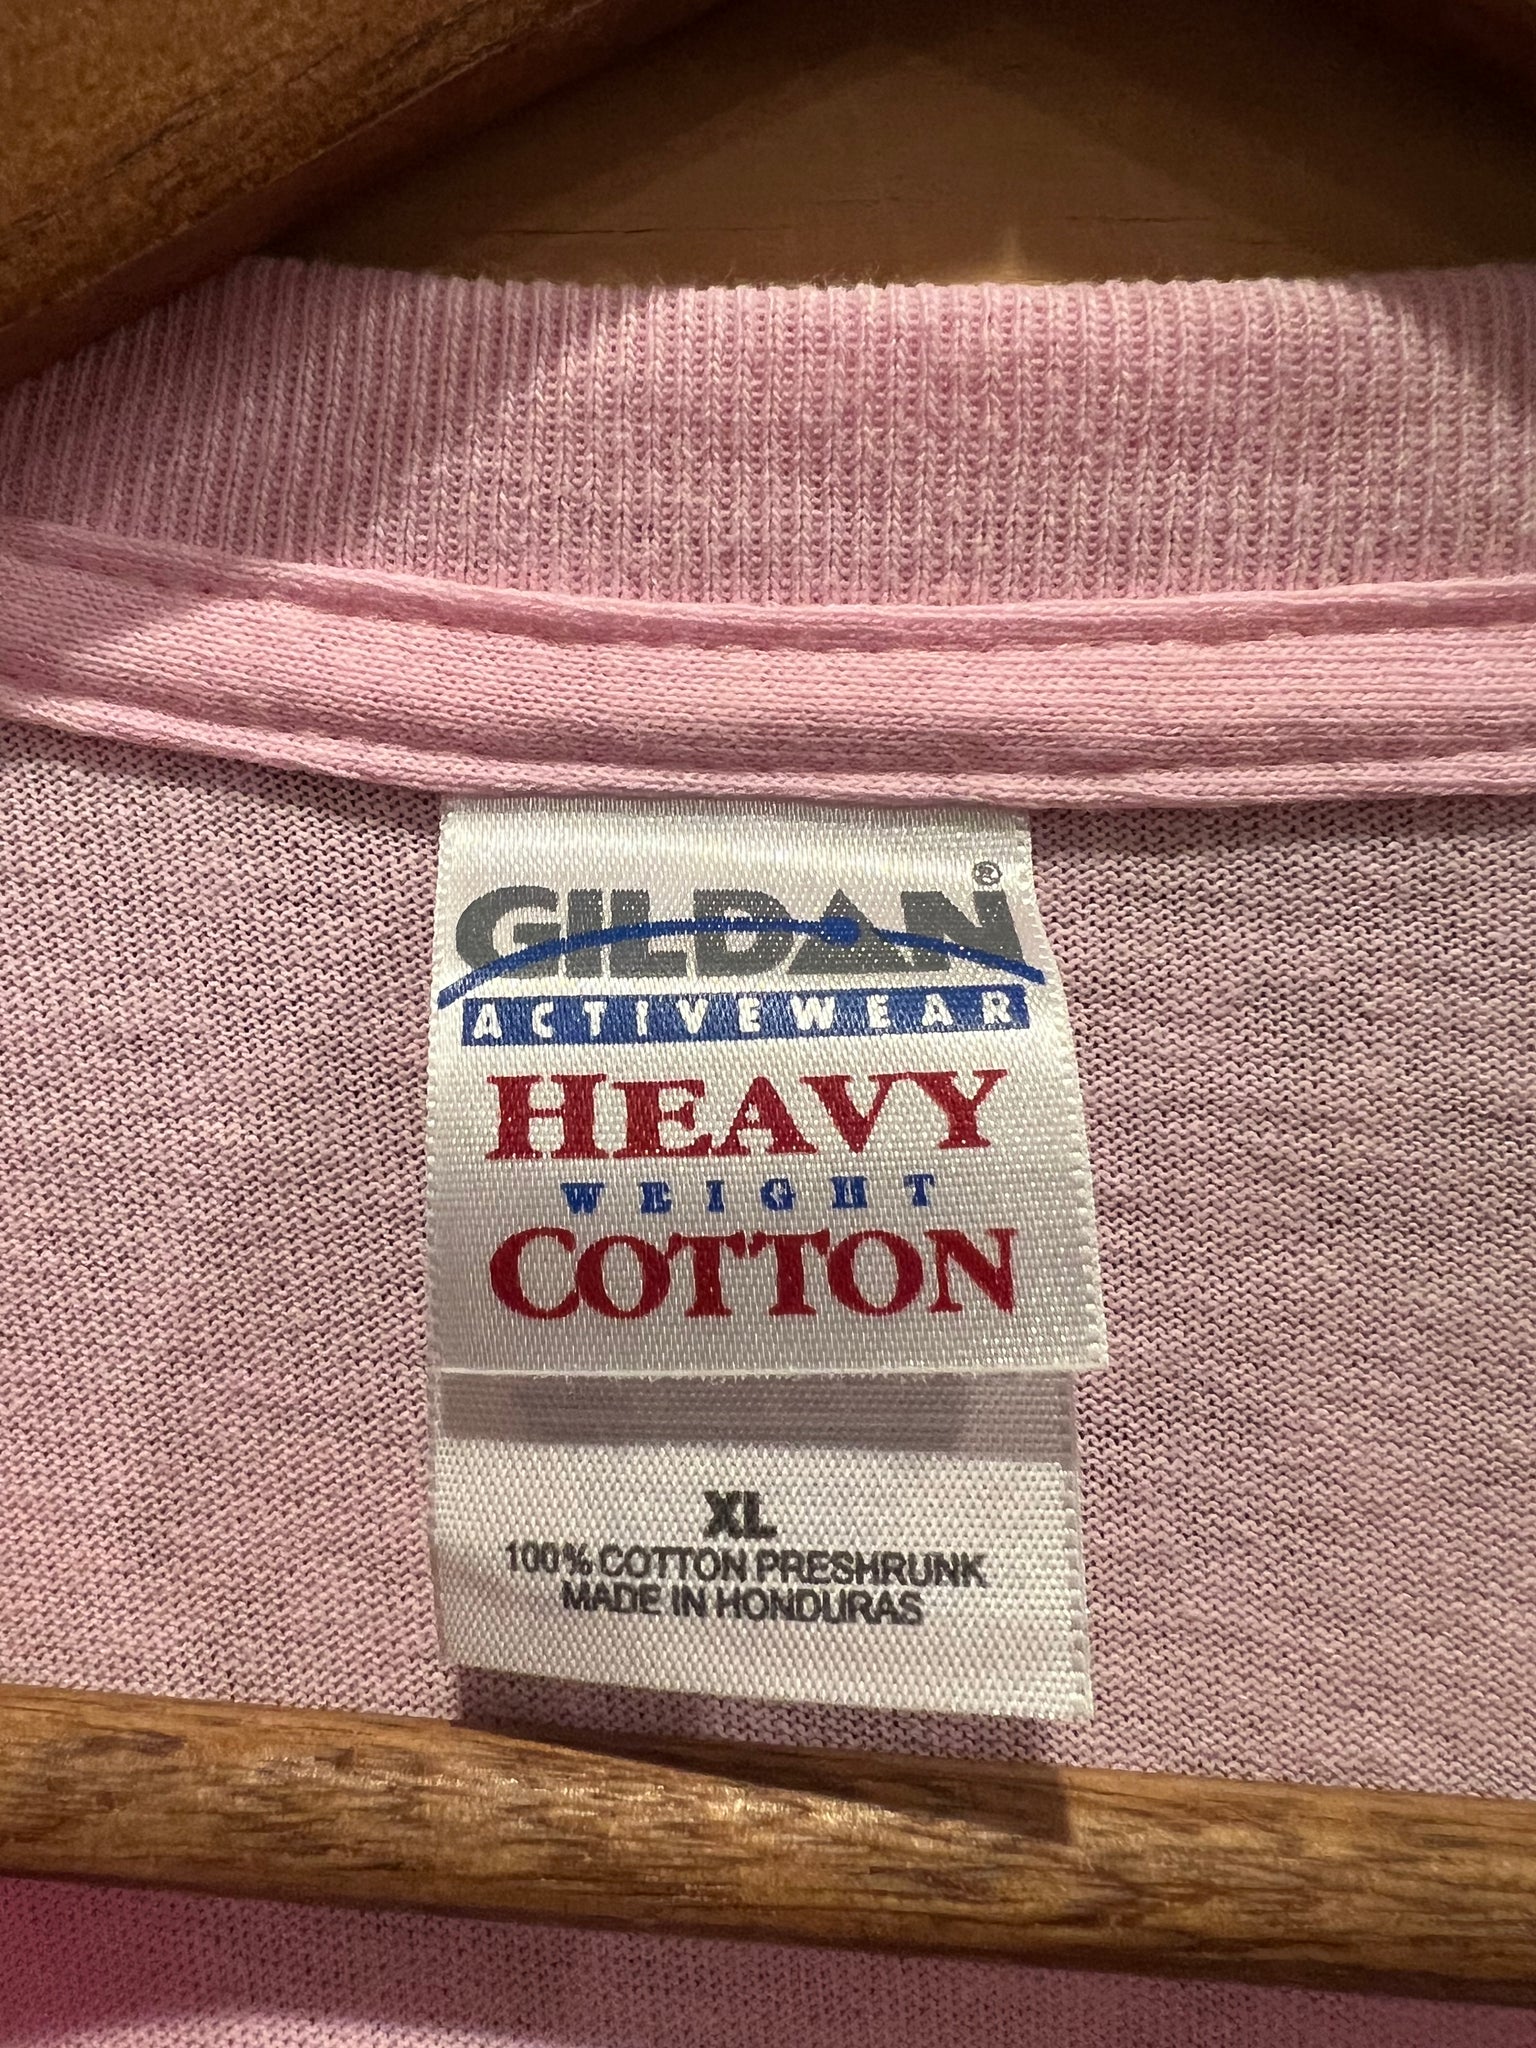 GILDAN®
ACTIVEWEAR
HEAVY
WEIGHT
COTTON
XL
100% COTTON PRESHRUNK
MADE IN HONDURAS